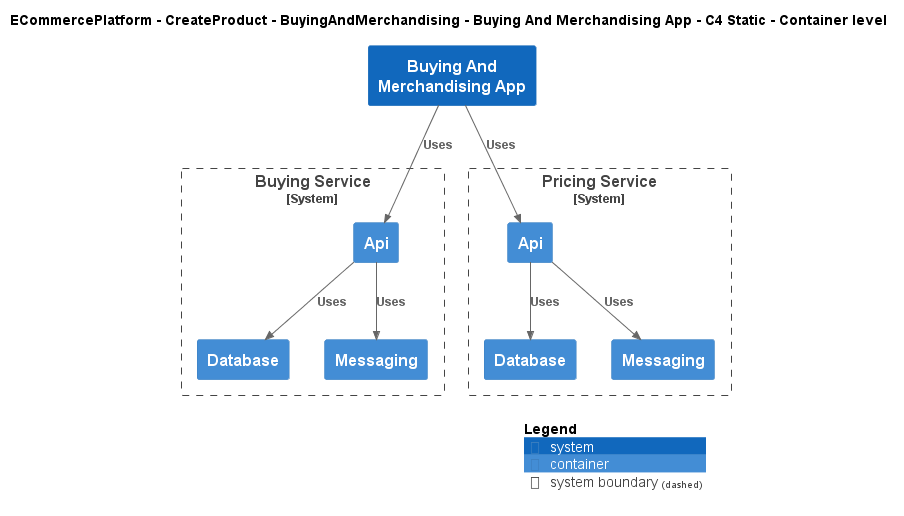 ECommercePlatform - CreateProduct - BuyingAndMerchandising - Buying And Merchandising App - C4 Static - Container level
Buying And
Merchandising App
Uses
Uses
Buying Service
[System]
Pricing Service
[System]
Api
Api
Uses
Uses
Uses
Uses
Database
Messaging
Database
Messaging
Legend
system
container
system boundary (dashed)